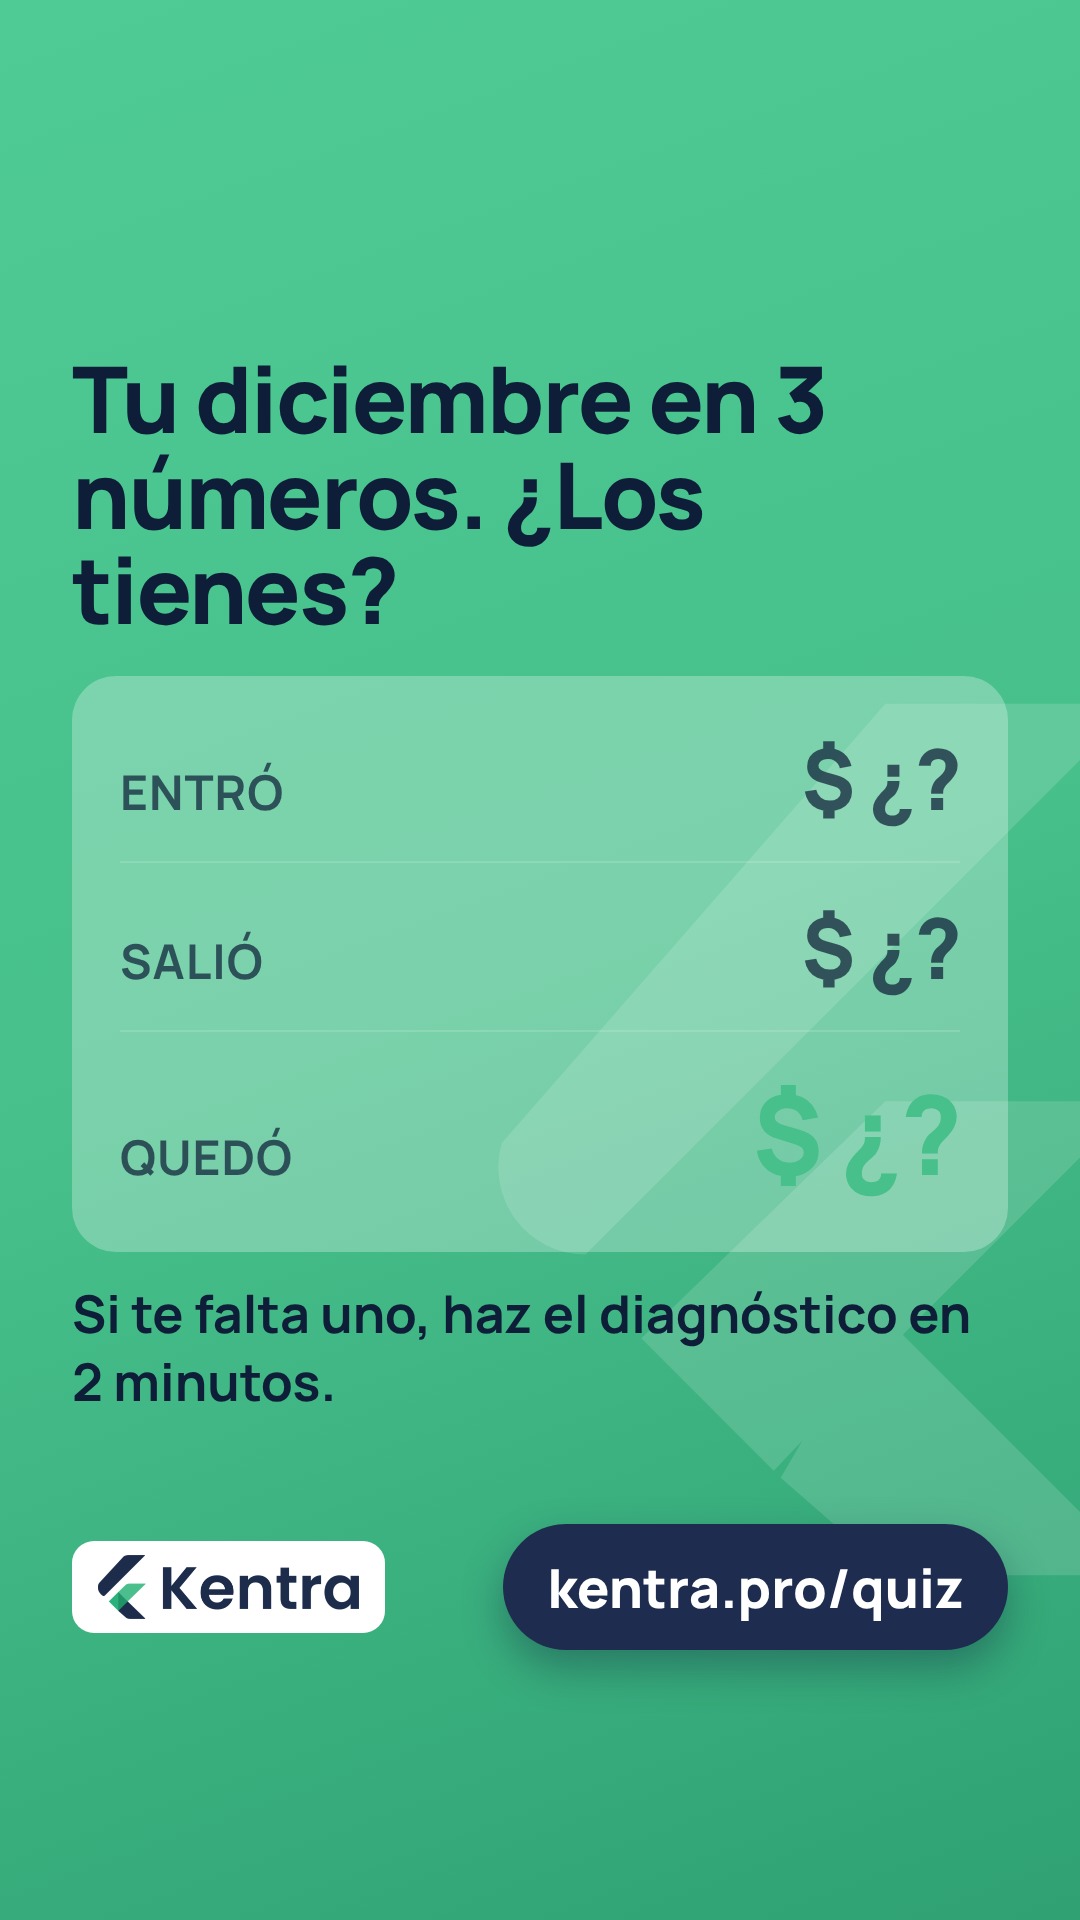 Tu diciembre en 3
números. ¿Los
tienes?
ENTRÓ $ ¿?
SALIÓ $ ¿?
QUEDÓ $ ¿?
Si te falta uno, haz el diagnóstico en
2 minutos.
Kentra
kentra.pro/quiz